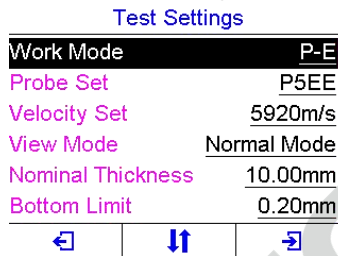 Test Settings
Work Mode P-E
Probe Set P5EE
Velocity Set 5920m/s
View Mode Normal Mode
Nominal Thickness 10.00mm
Bottom Limit 0.20mm